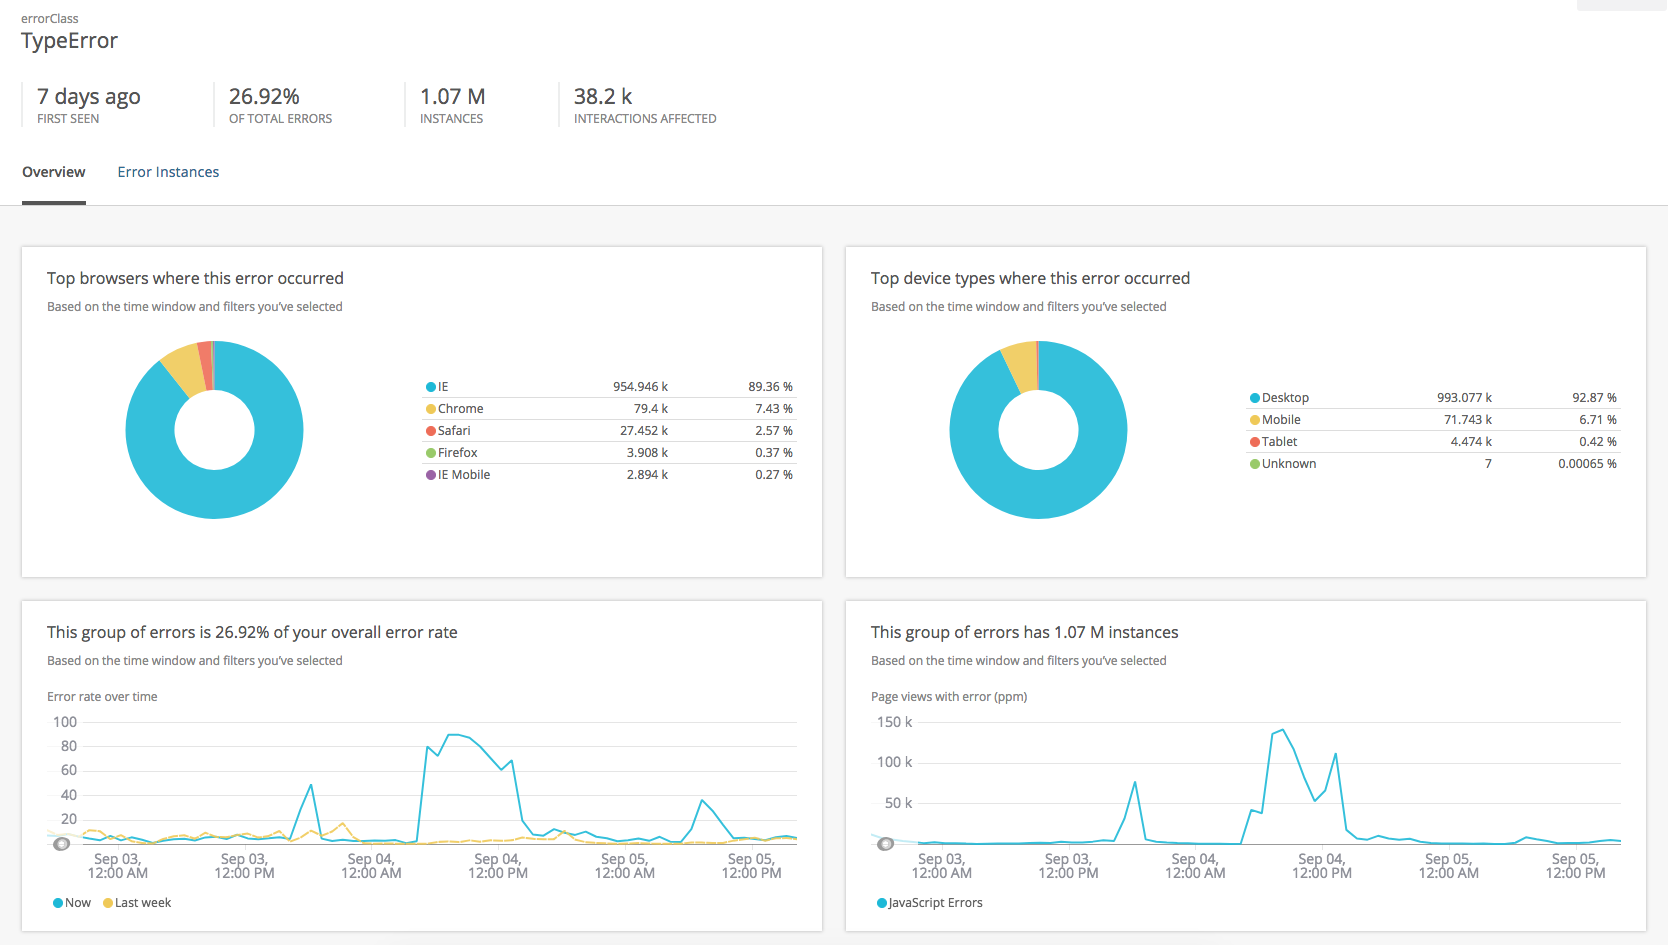 errorClass
TypeError
7 days ago
FIRST SEEN
26.92%
OF TOTAL ERRORS
1.07 M
INSTANCES
38.2 k
INTERACTIONS AFFECTED
Overview
Error Instances
Top browsers where this error occurred
Based on the time window and filters you've selected
IE 954.946 k 89.36 %
Chrome 79.4 k 7.43 %
Safari 27.452 k 2.57 %
Firefox 3.908 k 0.37 %
IE Mobile 2.894 k 0.27 %
Top device types where this error occurred
Based on the time window and filters you've selected
Desktop 993.077 k 92.87 %
Mobile 71.743 k 6.71 %
Tablet 4.474 k 0.42 %
Unknown 7 0.00065 %
This group of errors is 26.92% of your overall error rate
Based on the time window and filters you've selected
Error rate over time
100
80
60
40
20
Sep 03, Sep 03, Sep 04, Sep 04, Sep 05, Sep 05,
12:00 AM 12:00 PM 12:00 AM 12:00 PM 12:00 AM 12:00 PM
Now Last week
This group of errors has 1.07 M instances
Based on the time window and filters you've selected
Page views with error (ppm)
150 k
100 k
50 k
Sep 03, Sep 03, Sep 04, Sep 04, Sep 05, Sep 05,
12:00 AM 12:00 PM 12:00 AM 12:00 PM 12:00 AM 12:00 PM
JavaScript Errors